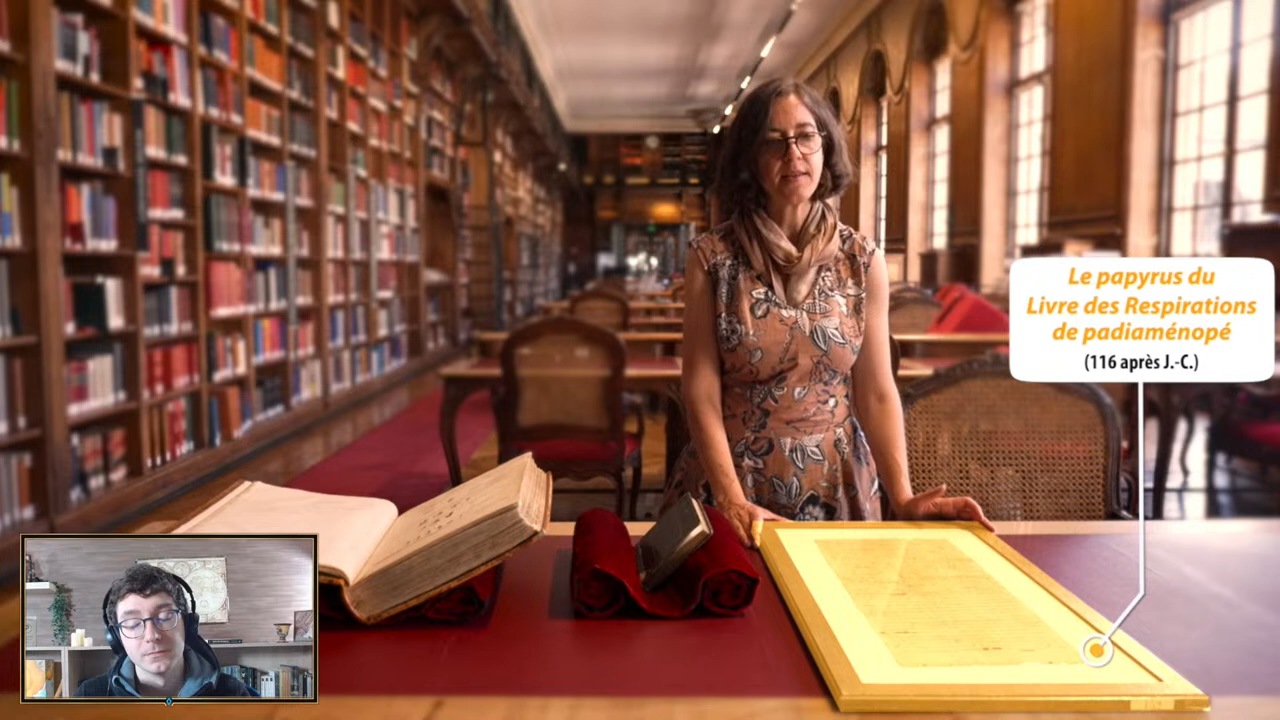 Le papyrus du
Livre des Respirations
de padiaménopé
(116 après J.-C.)